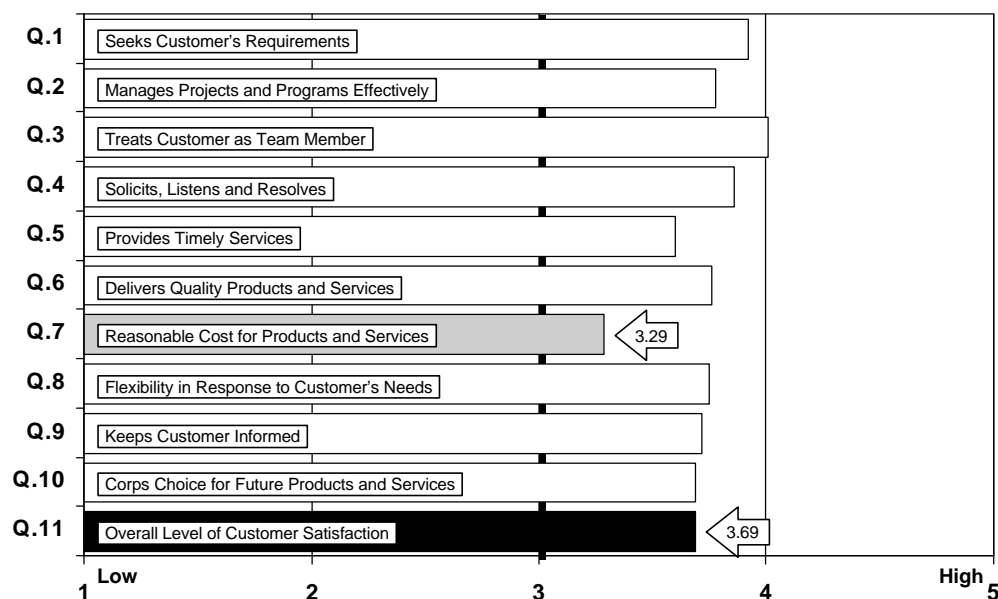 Q.1 Seeks Customer's Requirements
Q.2 Manages Projects and Programs Effectively
Q.3 Treats Customer as Team Member
Q.4 Solicits, Listens and Resolves
Q.5 Provides Timely Services
Q.6 Delivers Quality Products and Services
Q.7 Reasonable Cost for Products and Services 3.29
Q.8 Flexibility in Response to Customer's Needs
Q.9 Keeps Customer Informed
Q.10 Corps Choice for Future Products and Services
Q.11 Overall Level of Customer Satisfaction 3.69
Low High
1 2 3 4 5